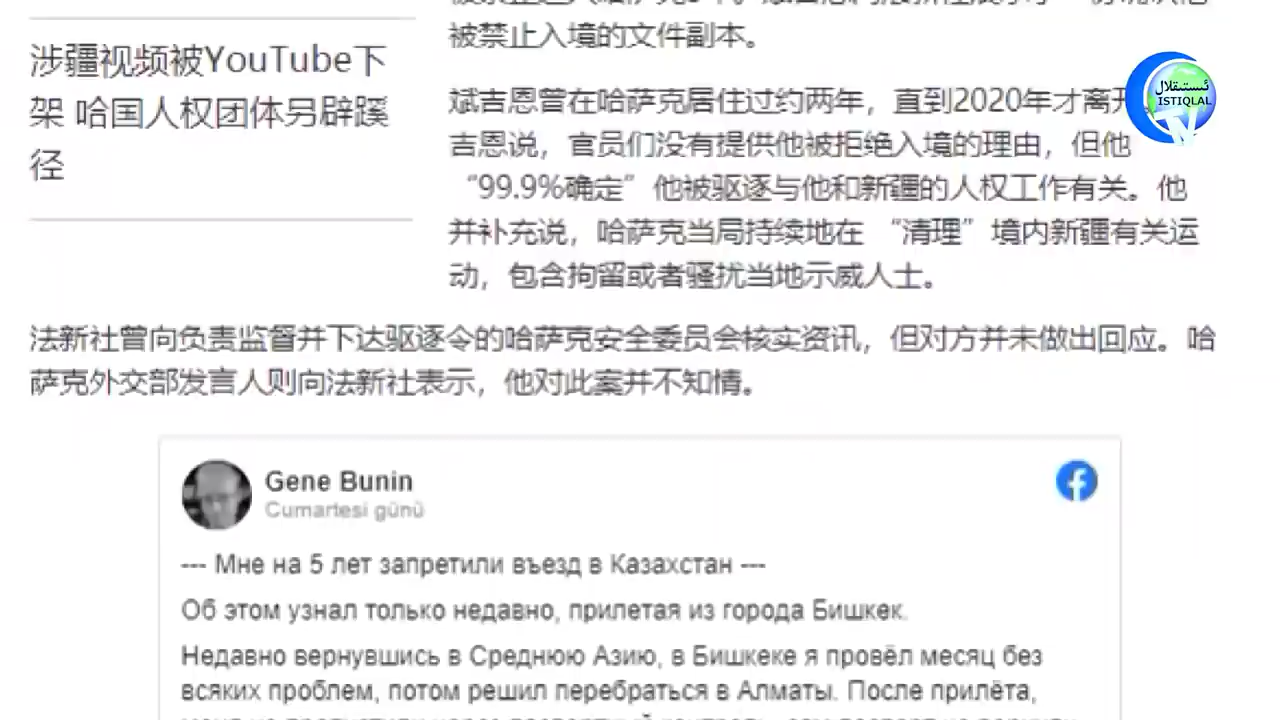 涉疆视频被YouTube下
架 哈国人权团体另辟蹊
径
被禁止入境的文件副本。
斌吉恩曾在哈萨克居住过约两年，直到2020年才离开
吉恩说，官员们没有提供他被拒绝入境的理由，但他
“99.9%确定”他被驱逐与他和新疆的人权工作有关。他
并补充说，哈萨克当局持续地在 “清理”境内新疆有关运
动，包含拘留或者骚扰当地示威人士。
法新社曾向负责监督并下达驱逐令的哈萨克安全委员会核实资讯，但对方并未做出回应。哈
萨克外交部发言人则向法新社表示，他对此案并不知情。
ئىستىقلال
ISTIQLAL
TV
Gene Bunin
Cumartesi günü
--- Мне на 5 лет запретили въезд в Казахстан ---
Об этом узнал только недавно, прилетая из города Бишкек.
Недавно вернувшись в Среднюю Азию, в Бишкеке я провёл месяц без
всяких проблем, потом решил перебраться в Алматы. После прилёта,